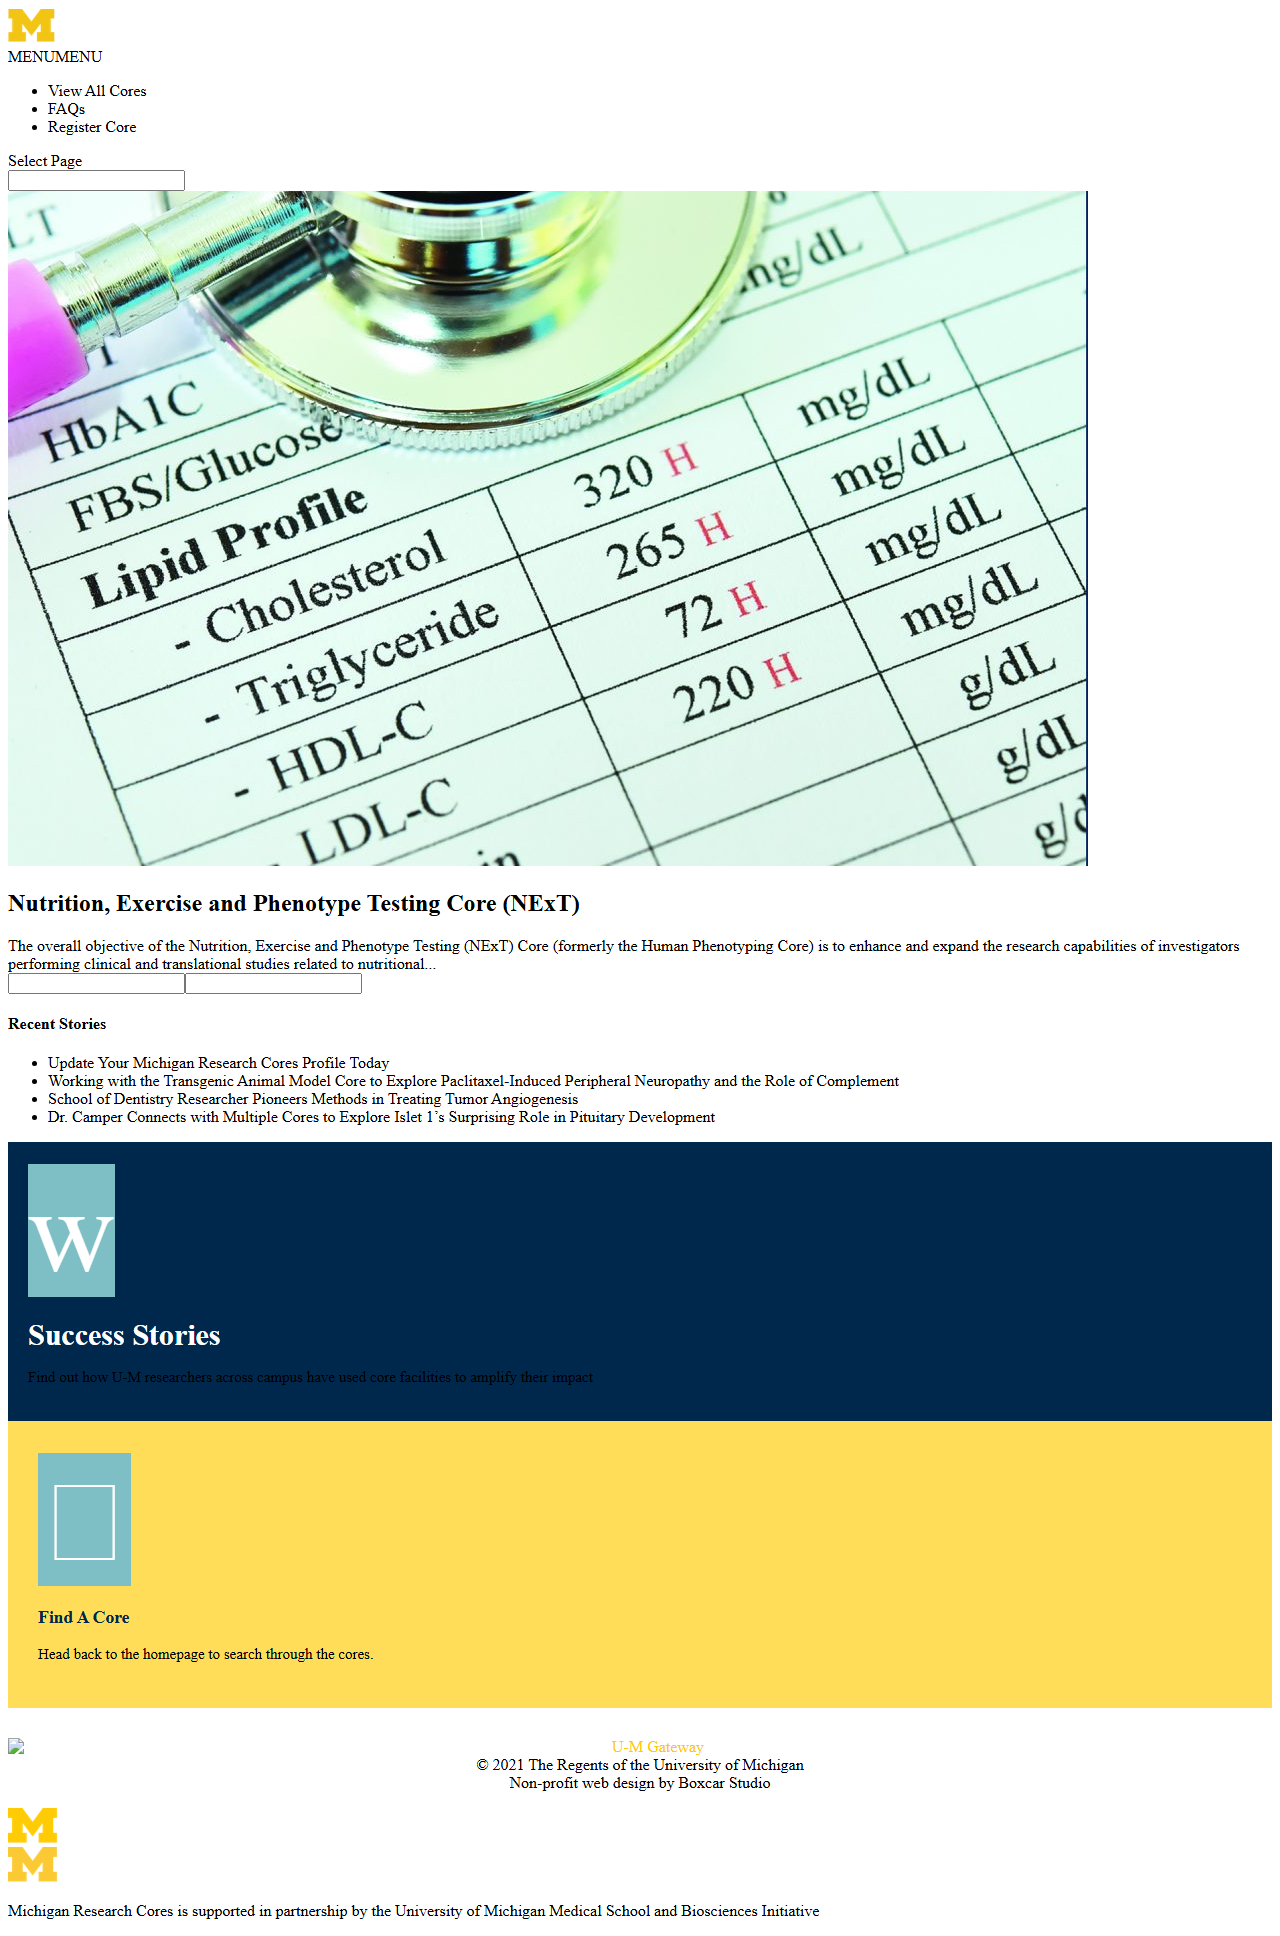 M
MENUMENU
View All Cores
FAQs
Register Core
Select Page
mg/dL
HbA1C
mg/dL
FBS/Glucose
320 H
mg/dL
Lipid Profile
265 H
mg/dL
- Cholesterol
72 H
mg/dL
- Triglyceride
220 H
g/dL
- HDL-C
g/dL
LDL-C
Nutrition, Exercise and Phenotype Testing Core (NExT)
The overall objective of the Nutrition, Exercise and Phenotype Testing (NExT) Core (formerly the Human Phenotyping Core) is to enhance and expand the research capabilities of investigators
performing clinical and translational studies related to nutritional...
Recent Stories
Update Your Michigan Research Cores Profile Today
Working with the Transgenic Animal Model Core to Explore Paclitaxel-Induced Peripheral Neuropathy and the Role of Complement
School of Dentistry Researcher Pioneers Methods in Treating Tumor Angiogenesis
Dr. Camper Connects with Multiple Cores to Explore Islet 1’s Surprising Role in Pituitary Development
W
Success Stories
Find out how U-M researchers across campus have used core facilities to amplify their impact
Find A Core
Head back to the homepage to search through the cores.
U-M Gateway
© 2021 The Regents of the University of Michigan
Non-profit web design by Boxcar Studio
M
M
Michigan Research Cores is supported in partnership by the University of Michigan Medical School and Biosciences Initiative